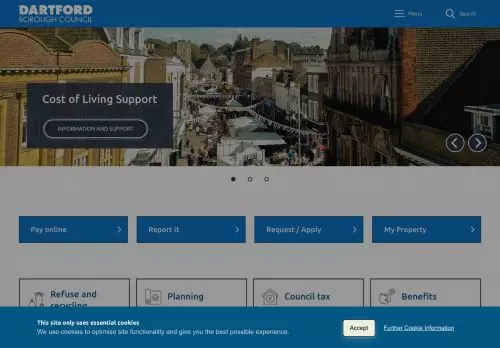 DARTFORD
BOROUGH COUNCIL
Menu
Search
Cost of Living Support
INFORMATION AND SUPPORT
Pay online
Report it
Request / Apply
My Property
Refuse and
recycling
Planning
Council tax
Benefits
This site only uses essential cookies
We use cookies to optimise site functionality and give you the best possible experience.
Accept
Further Cookie Information